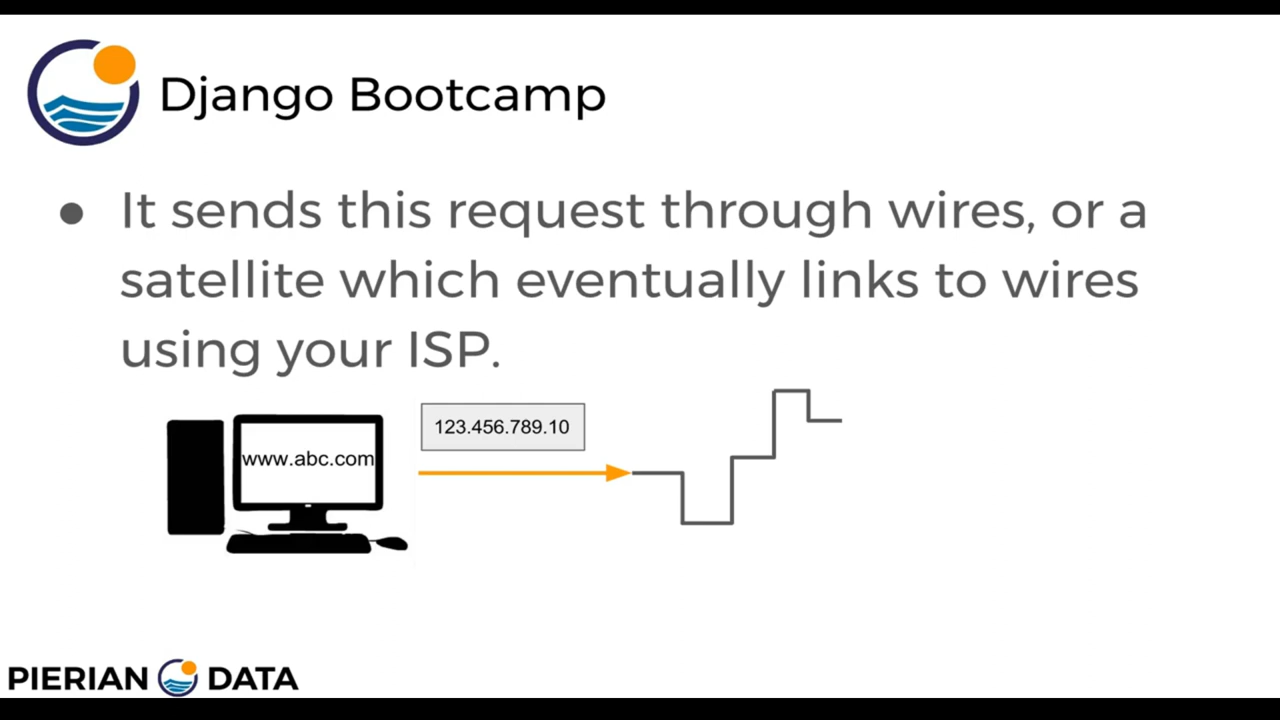 Django Bootcamp
● It sends this request through wires, or a
satellite which eventually links to wires
using your ISP.
123.456.789.10
www.abc.com
PIERIAN DATA